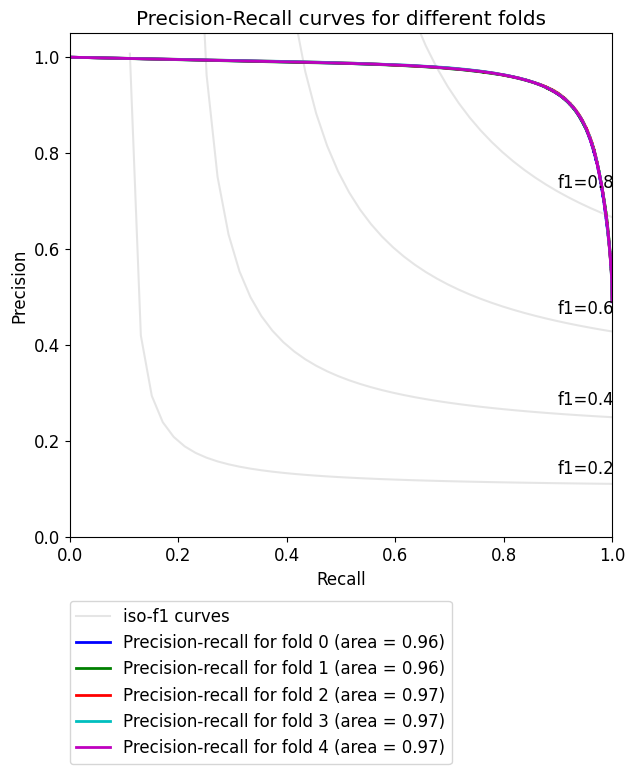 Precision-Recall curves for different folds
1.0
0.8
0.6
0.4
0.2
0.0
Precision
f1=0.8
f1=0.6
f1=0.4
f1=0.2
0.0 0.2 0.4 0.6 0.8 1.0
Recall
iso-f1 curves
Precision-recall for fold 0 (area = 0.96)
Precision-recall for fold 1 (area = 0.96)
Precision-recall for fold 2 (area = 0.97)
Precision-recall for fold 3 (area = 0.97)
Precision-recall for fold 4 (area = 0.97)